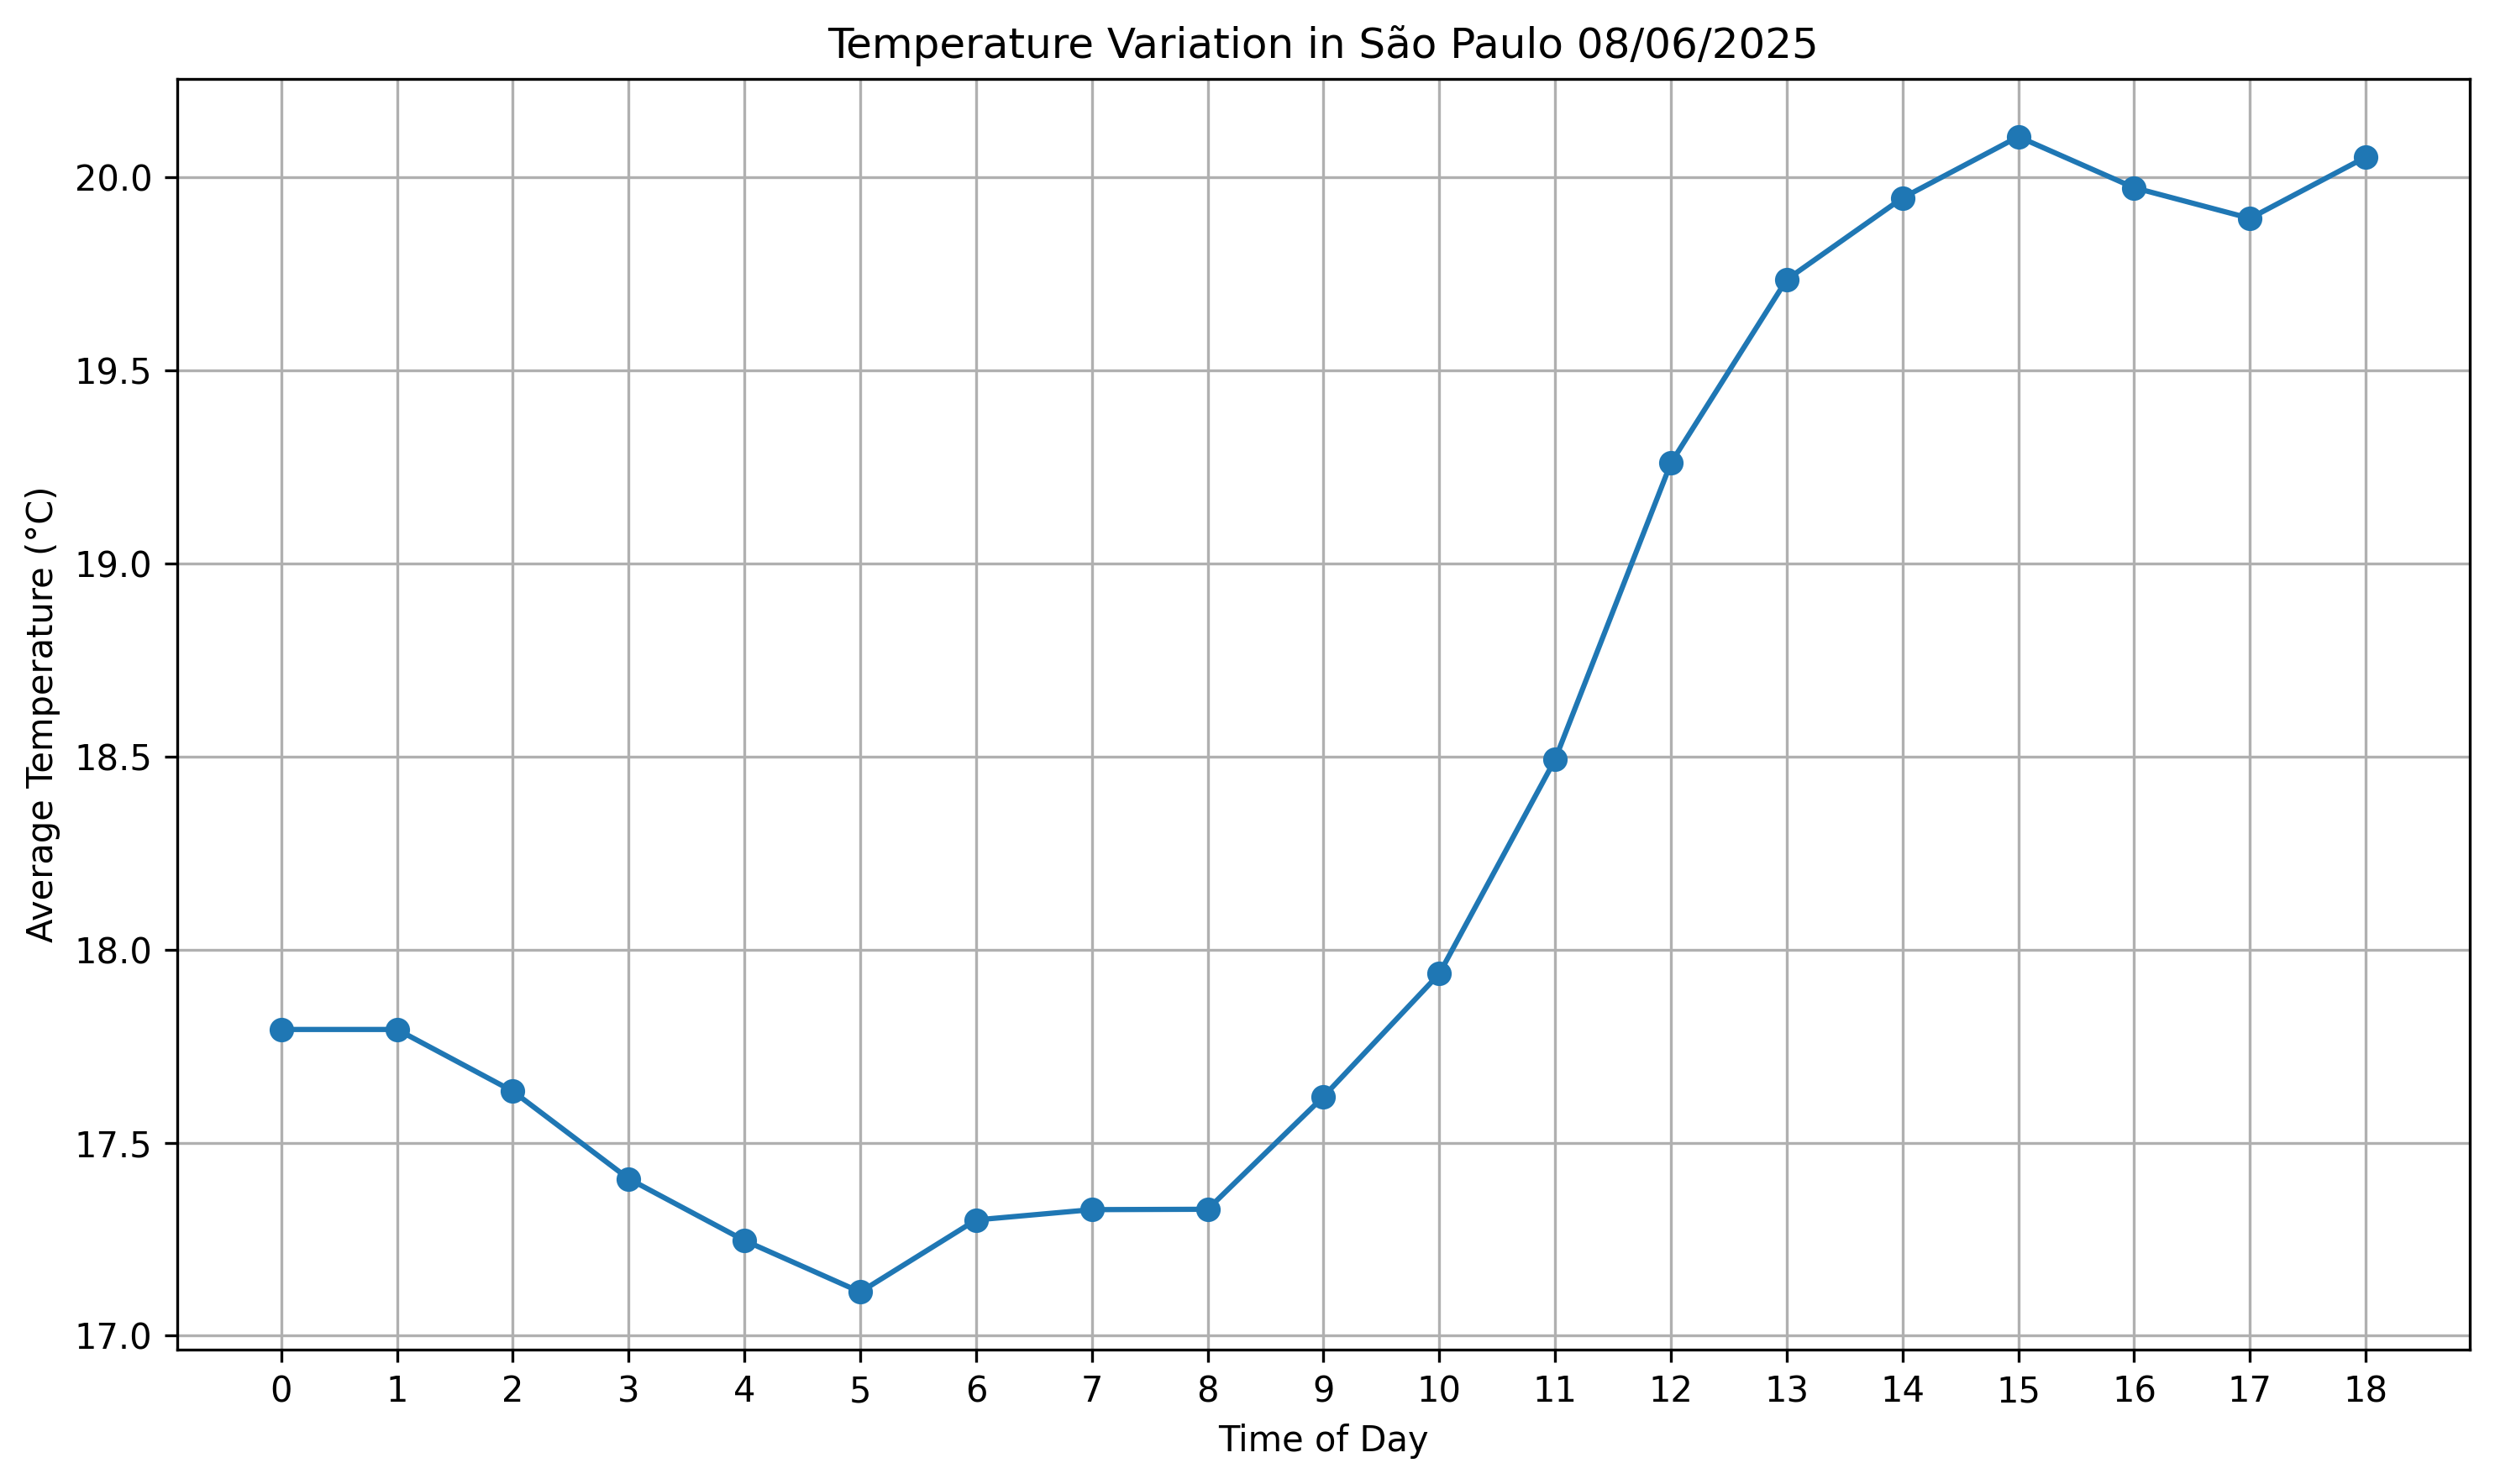 Temperature Variation in São Paulo 08/06/2025
Average Temperature (°C)
20.0
19.5
19.0
18.5
18.0
17.5
17.0
0 1 2 3 4 5 6 7 8 9 10 11 12 13 14 15 16 17 18
Time of Day